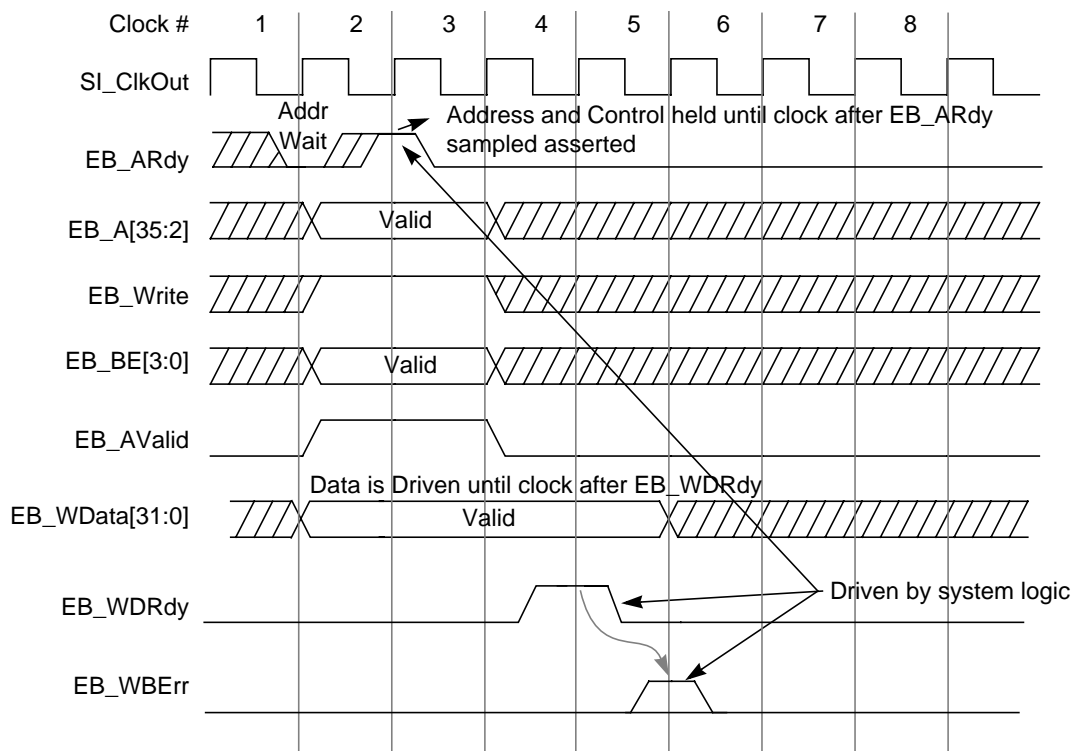 Clock # 1 2 3 4 5 6 7 8
SI_ClkOut
Addr
Wait
Address and Control held until clock after EB_ARdy
sampled asserted
EB_ARdy
EB_A[35:2]
Valid
EB_Write
EB_BE[3:0]
Valid
EB_AValid
Data is Driven until clock after EB_WDRdy
EB_WData[31:0]
Valid
EB_WDRdy
Driven by system logic
EB_WBErr